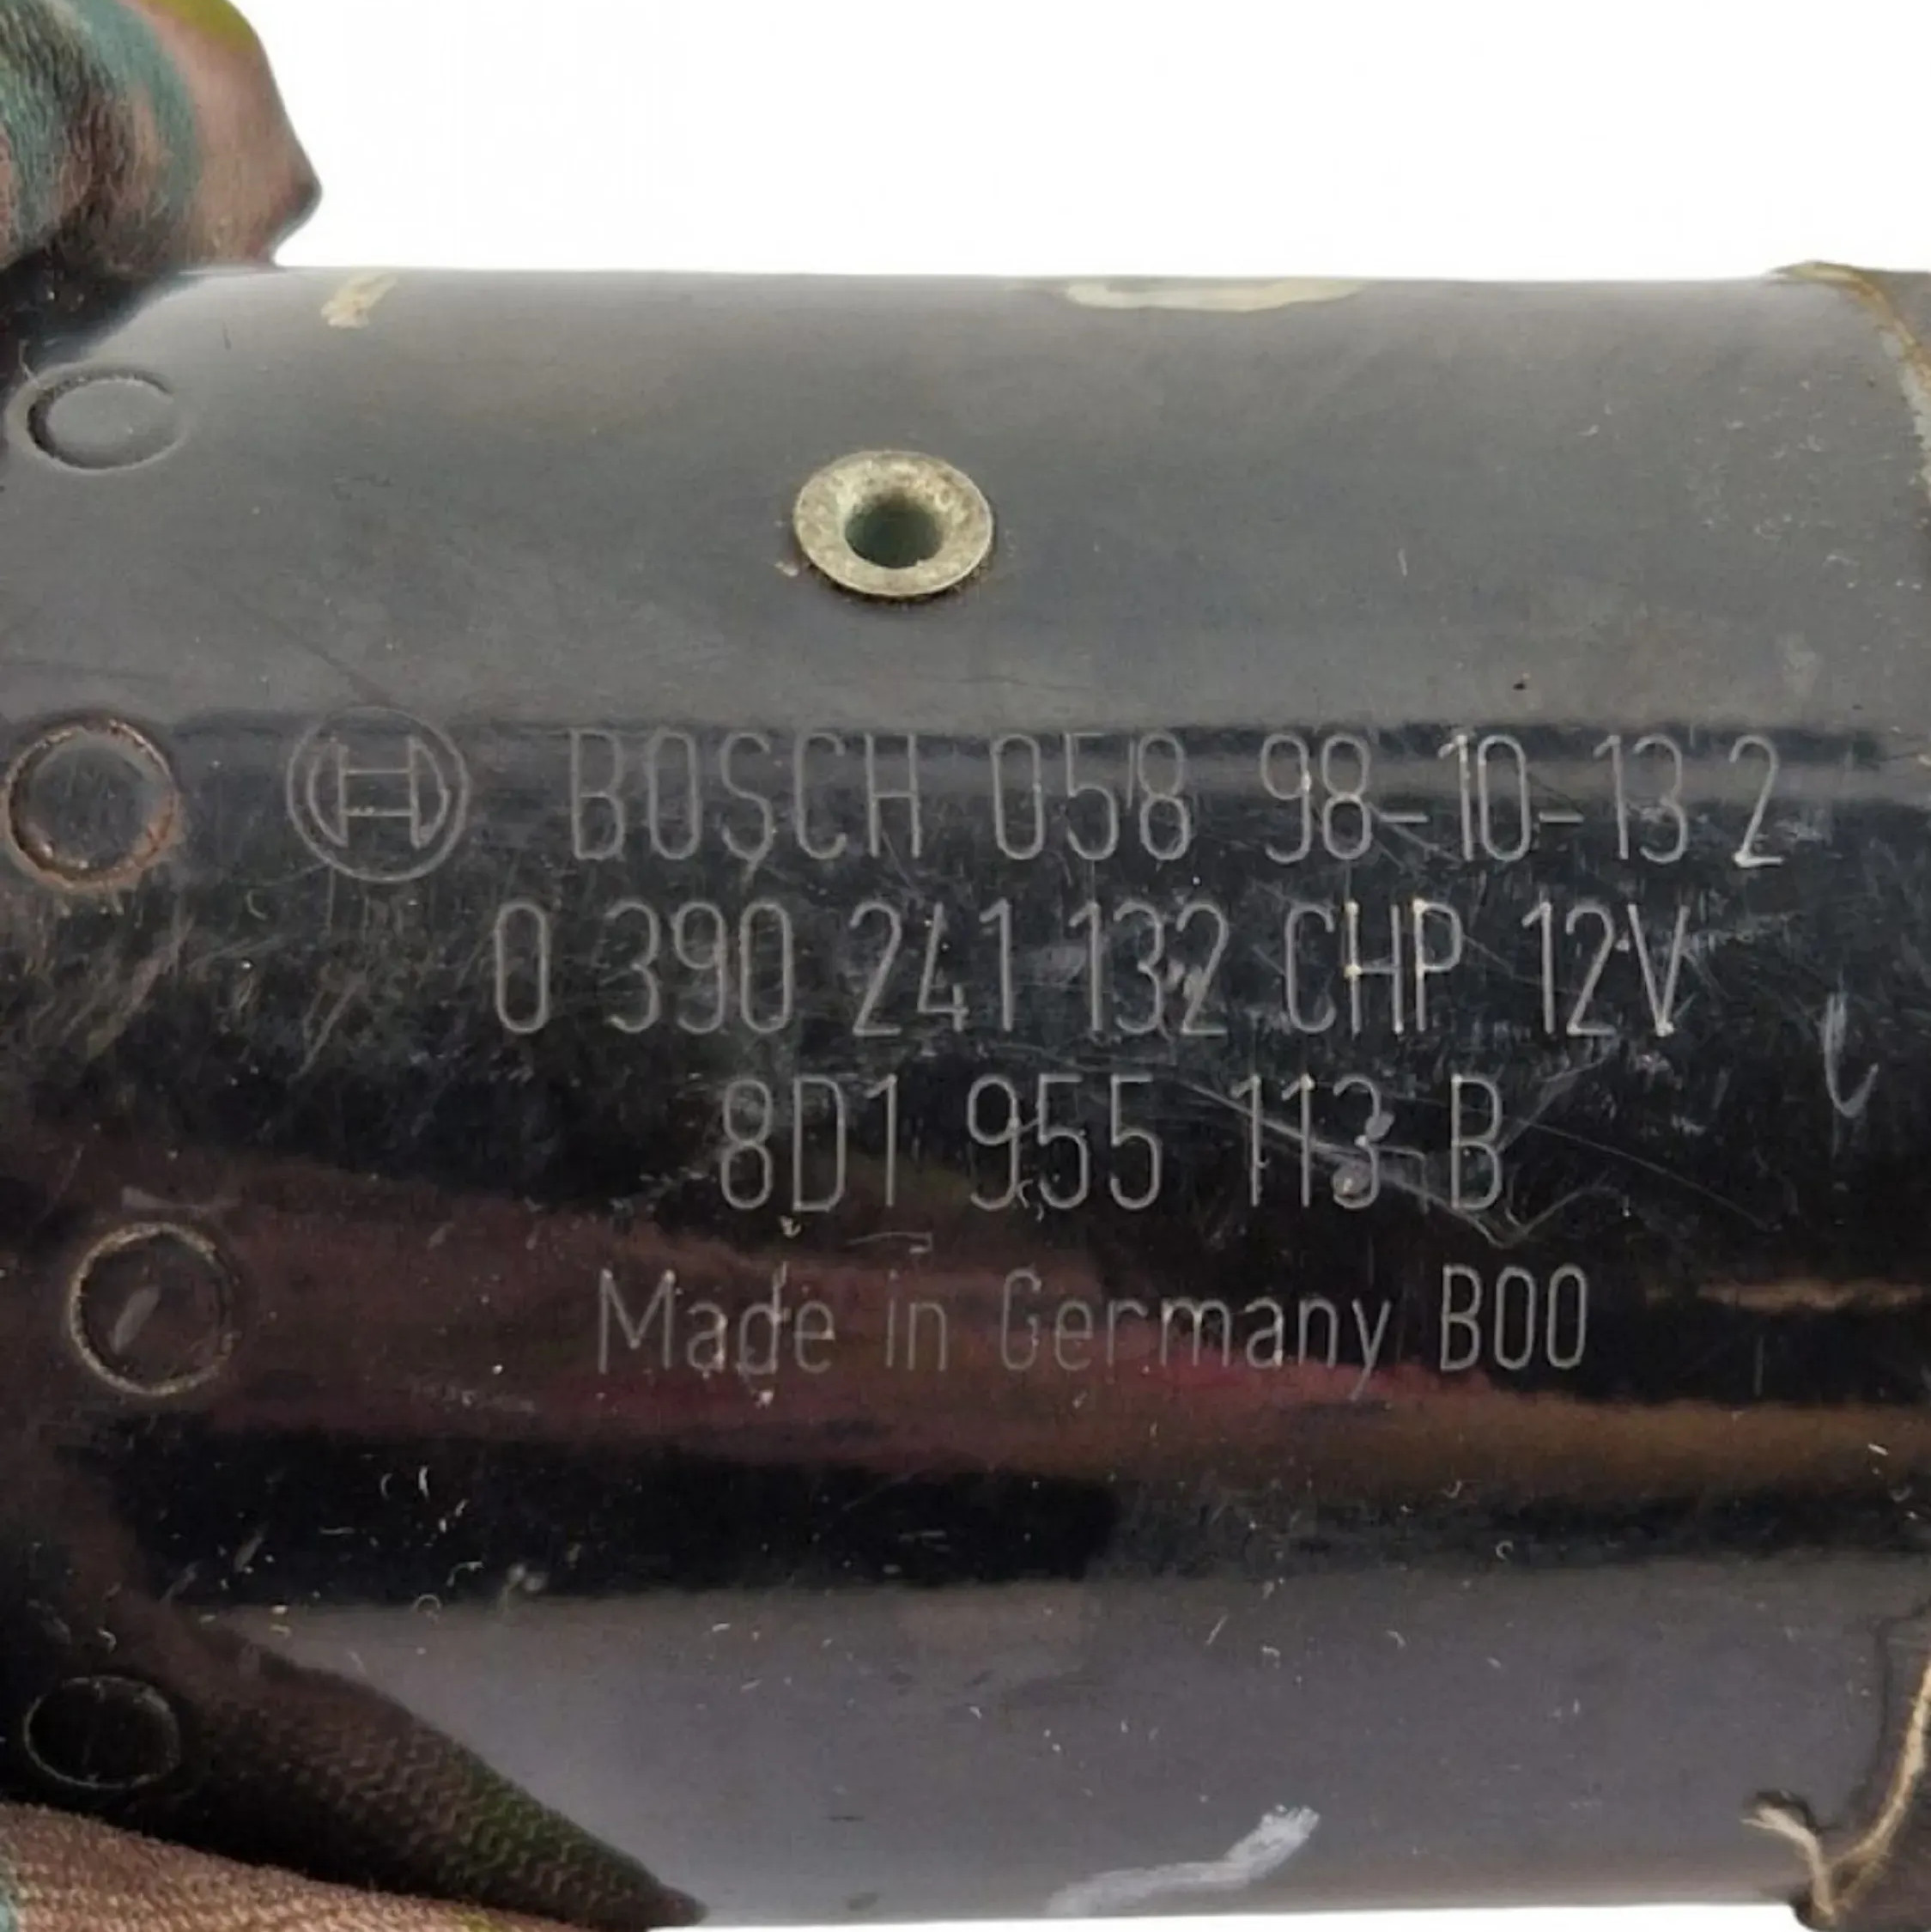 BOSCH 058 98-10-13 2
0 390 241 132 CHP 12V
8D1 955 113 B
Made in Germany B00